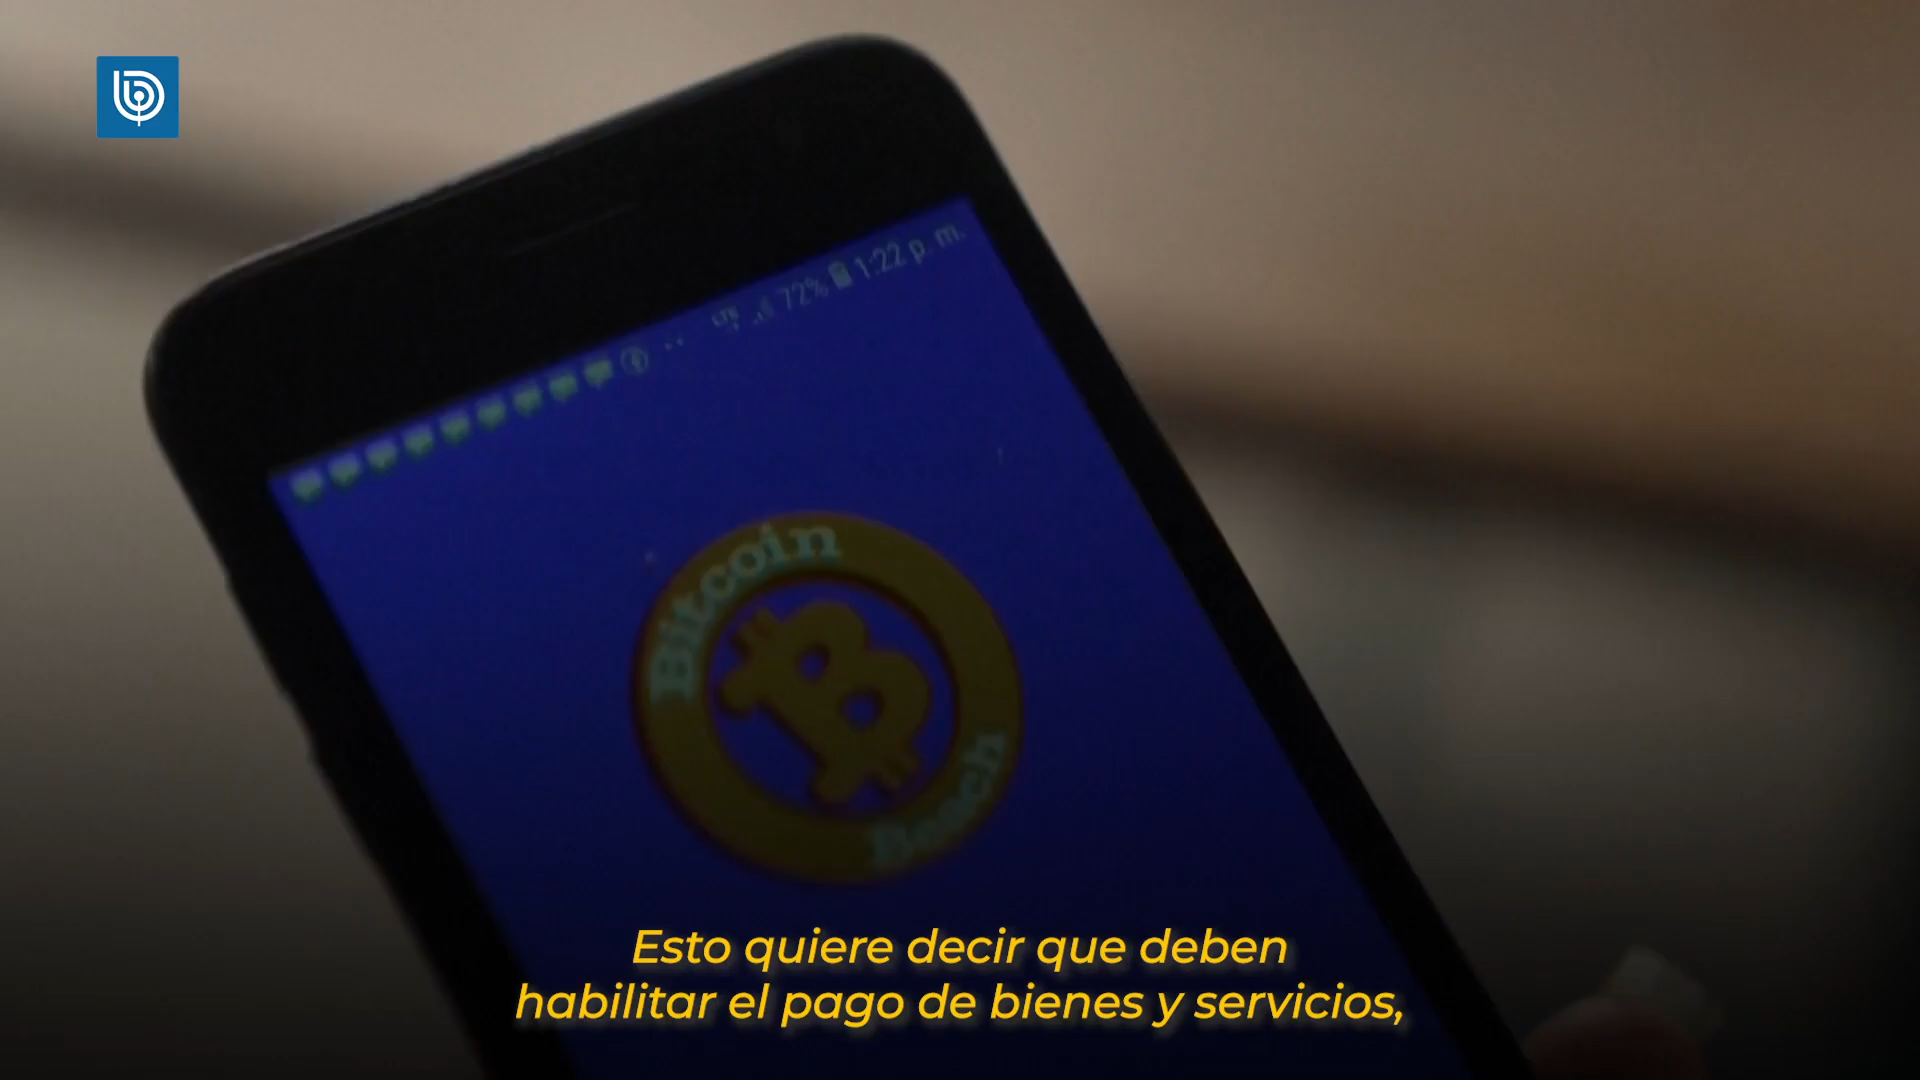 72% 1:22 p. m.
Bitcoin
Beach
Esto quiere decir que deben
habilitar el pago de bienes y servicios,